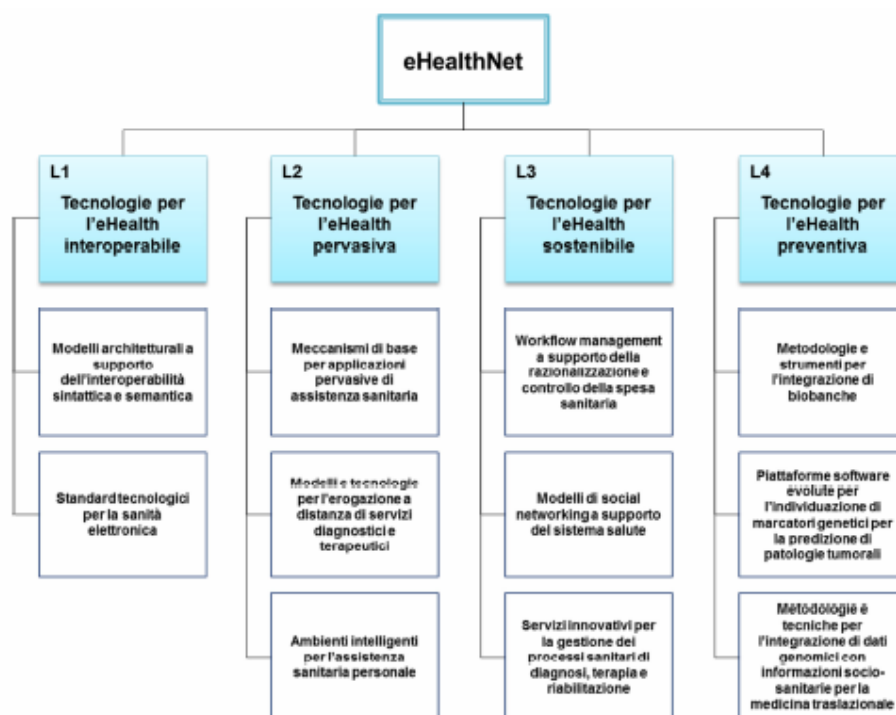 eHealthNet
L1
Tecnologie per
l'eHealth
interoperabile
Modelli architetturali a
supporto
dell'interoperabilità
sintattica e semantica
Standard tecnologici
per la sanità
elettronica
L2
Tecnologie per
l'eHealth
pervasiva
Meccanismi di base
per applicazioni
pervasive di
assistenza sanitaria
Modelli e tecnologie
per l'erogazione a
distanza di servizi
diagnostici e
terapeutici
Ambienti intelligenti
per l'assistenza
sanitaria personale
L3
Tecnologie per
l'eHealth
sostenibile
Workflow management
a supporto della
razionalizzazione e
controllo della spesa
sanitaria
Modelli di social
networking a supporto
del sistema salute
Servizi innovativi per
la gestione dei
processi sanitari di
diagnosi, terapia e
riabilitazione
L4
Tecnologie per
l'eHealth
preventiva
Metodologie e
strumenti per
l'integrazione di
biobanche
Piattaforme software
evolute per
l'individuazione di
marcatori genetici per
la predizione di
patologie tumorali
Metodologie e
tecniche per
l'integrazione di dati
genomici con
informazioni socio-
sanitarie per la
medicina traslazionale